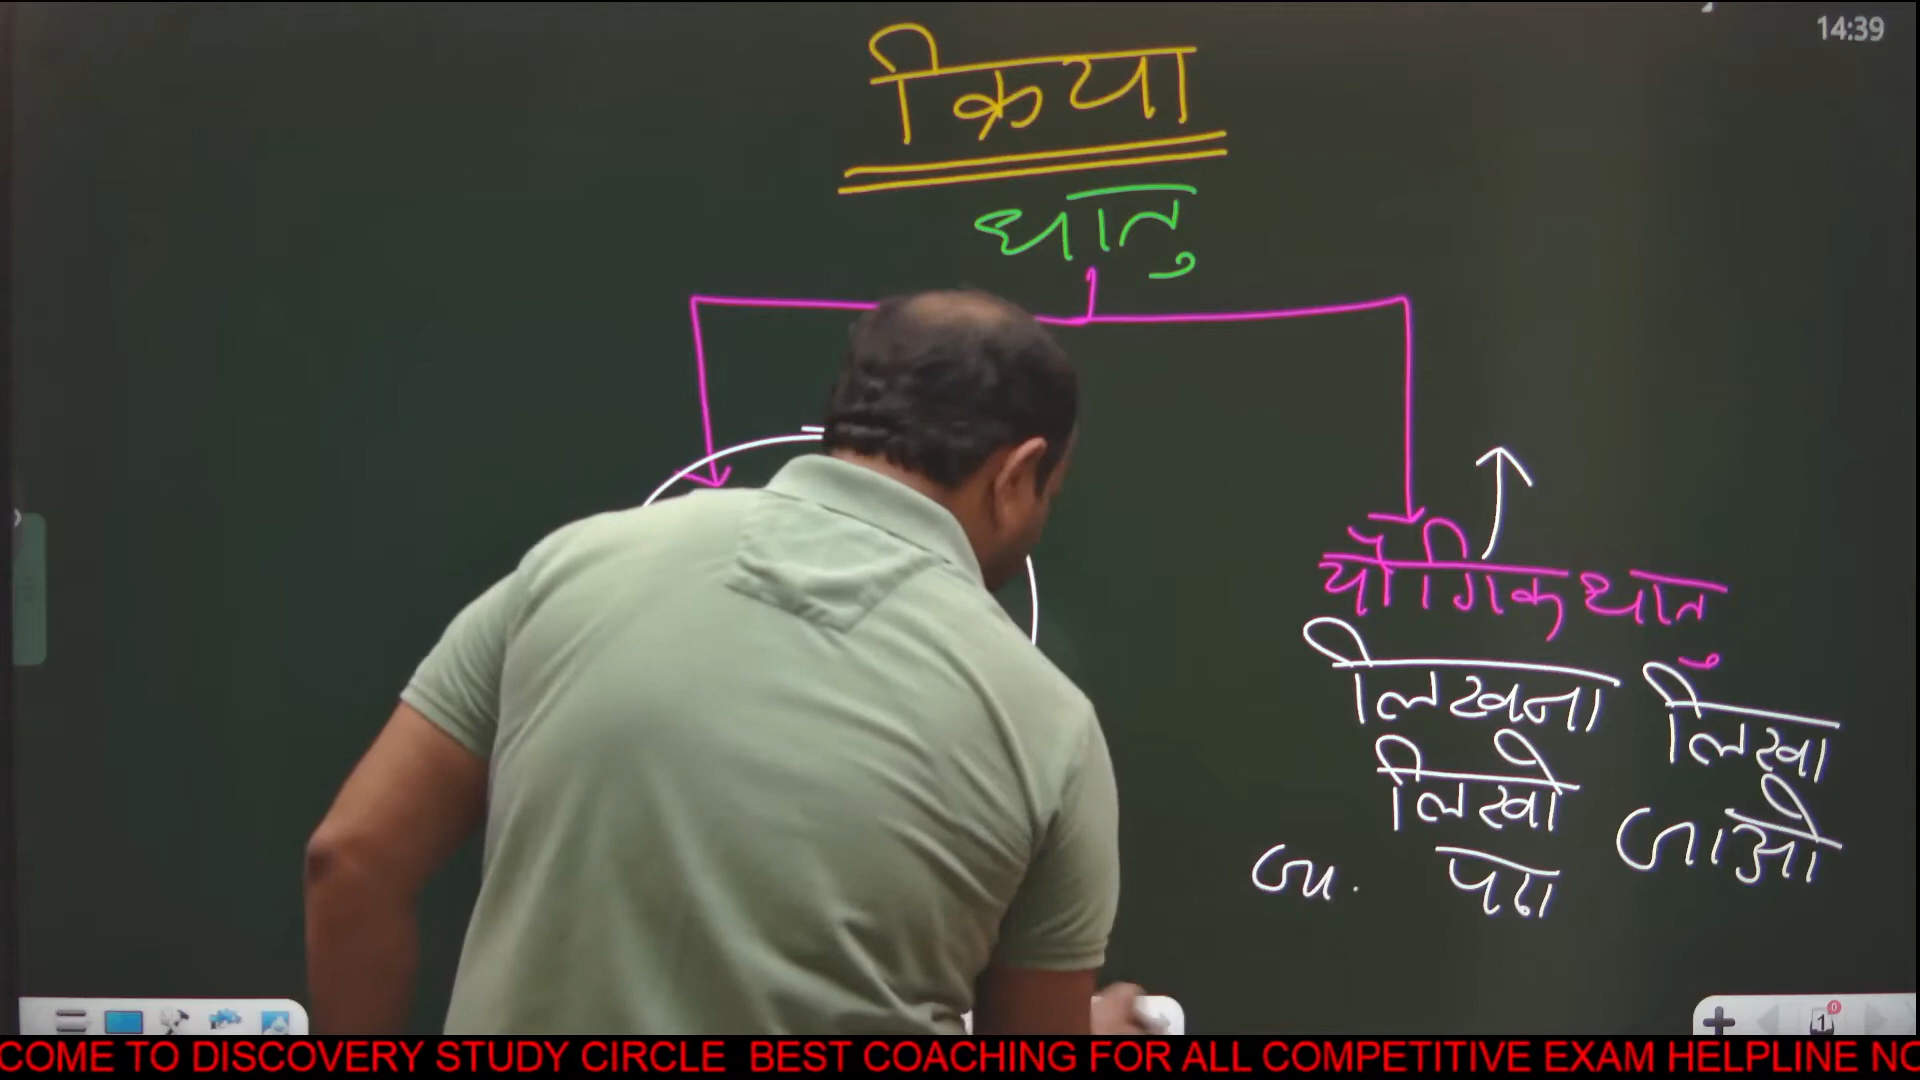 14:39
क्रिया
धातु
यौगिक धातु
लिखना लिखा
लिखो जाओ
पढा
COME TO DISCOVERY STUDY CIRCLE BEST COACHING FOR ALL COMPETITIVE EXAM HELPLINE NO